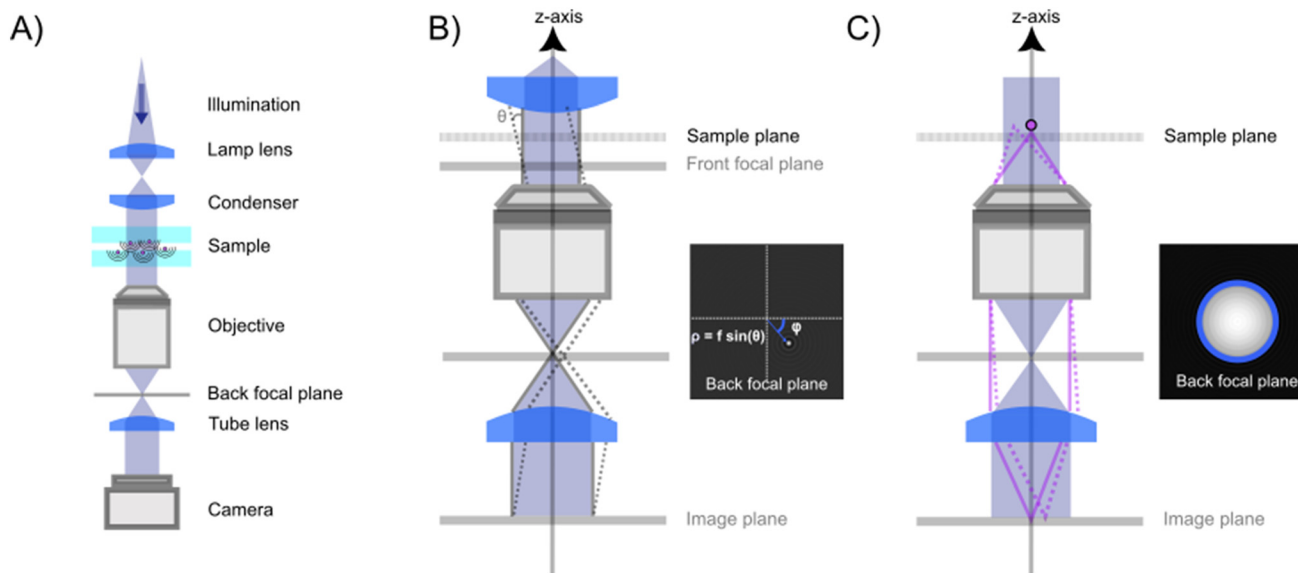 A)
Illumination
Lamp lens
Condenser
Sample
Objective
Back focal plane
Tube lens
Camera
B)
z-axis
θ
Sample plane
Front focal plane
ρ = f sin(θ)
φ
Back focal plane
Image plane
C)
z-axis
Sample plane
Back focal plane
Image plane